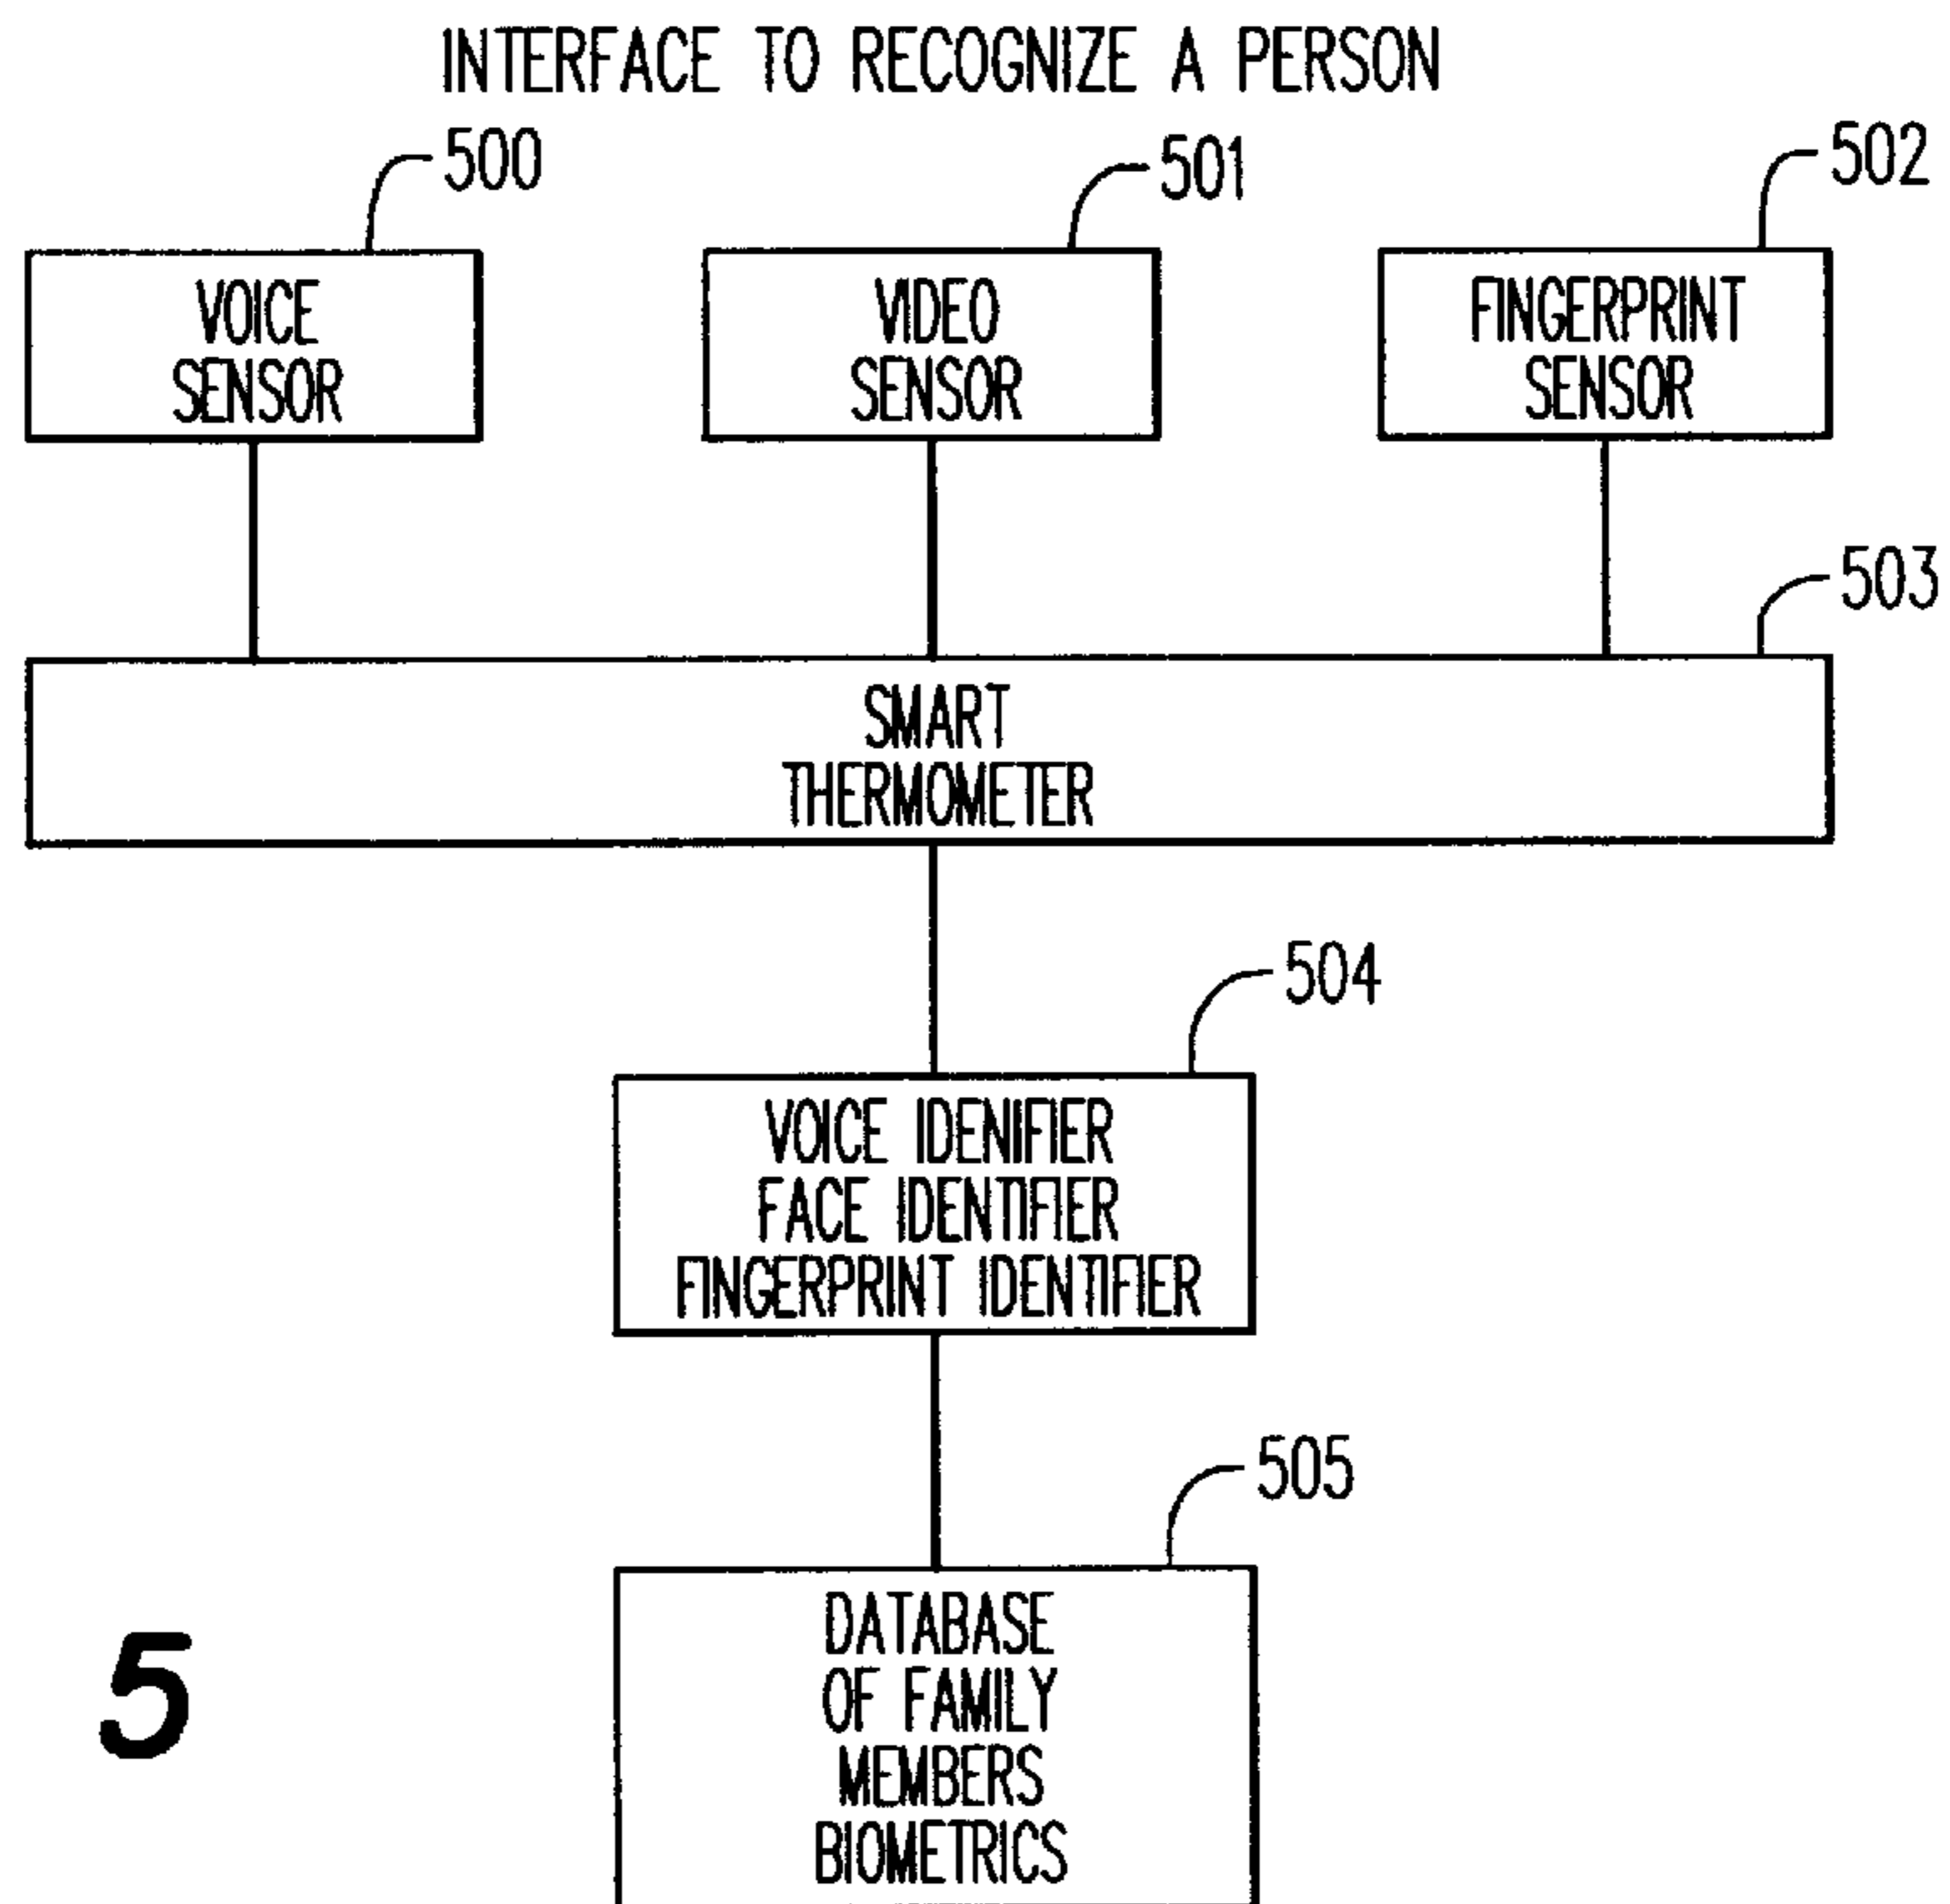 INTERFACE TO RECOGNIZE A PERSON
500
501
502
VOICE
SENSOR
VIDEO
SENSOR
FINGERPRINT
SENSOR
503
SMART
THERMOMETER
504
VOICE IDENIFIER
FACE IDENTIFIER
FINGERPRINT IDENTIFIER
505
DATABASE
OF FAMILY
MEMBERS
BIOMETRICS
5